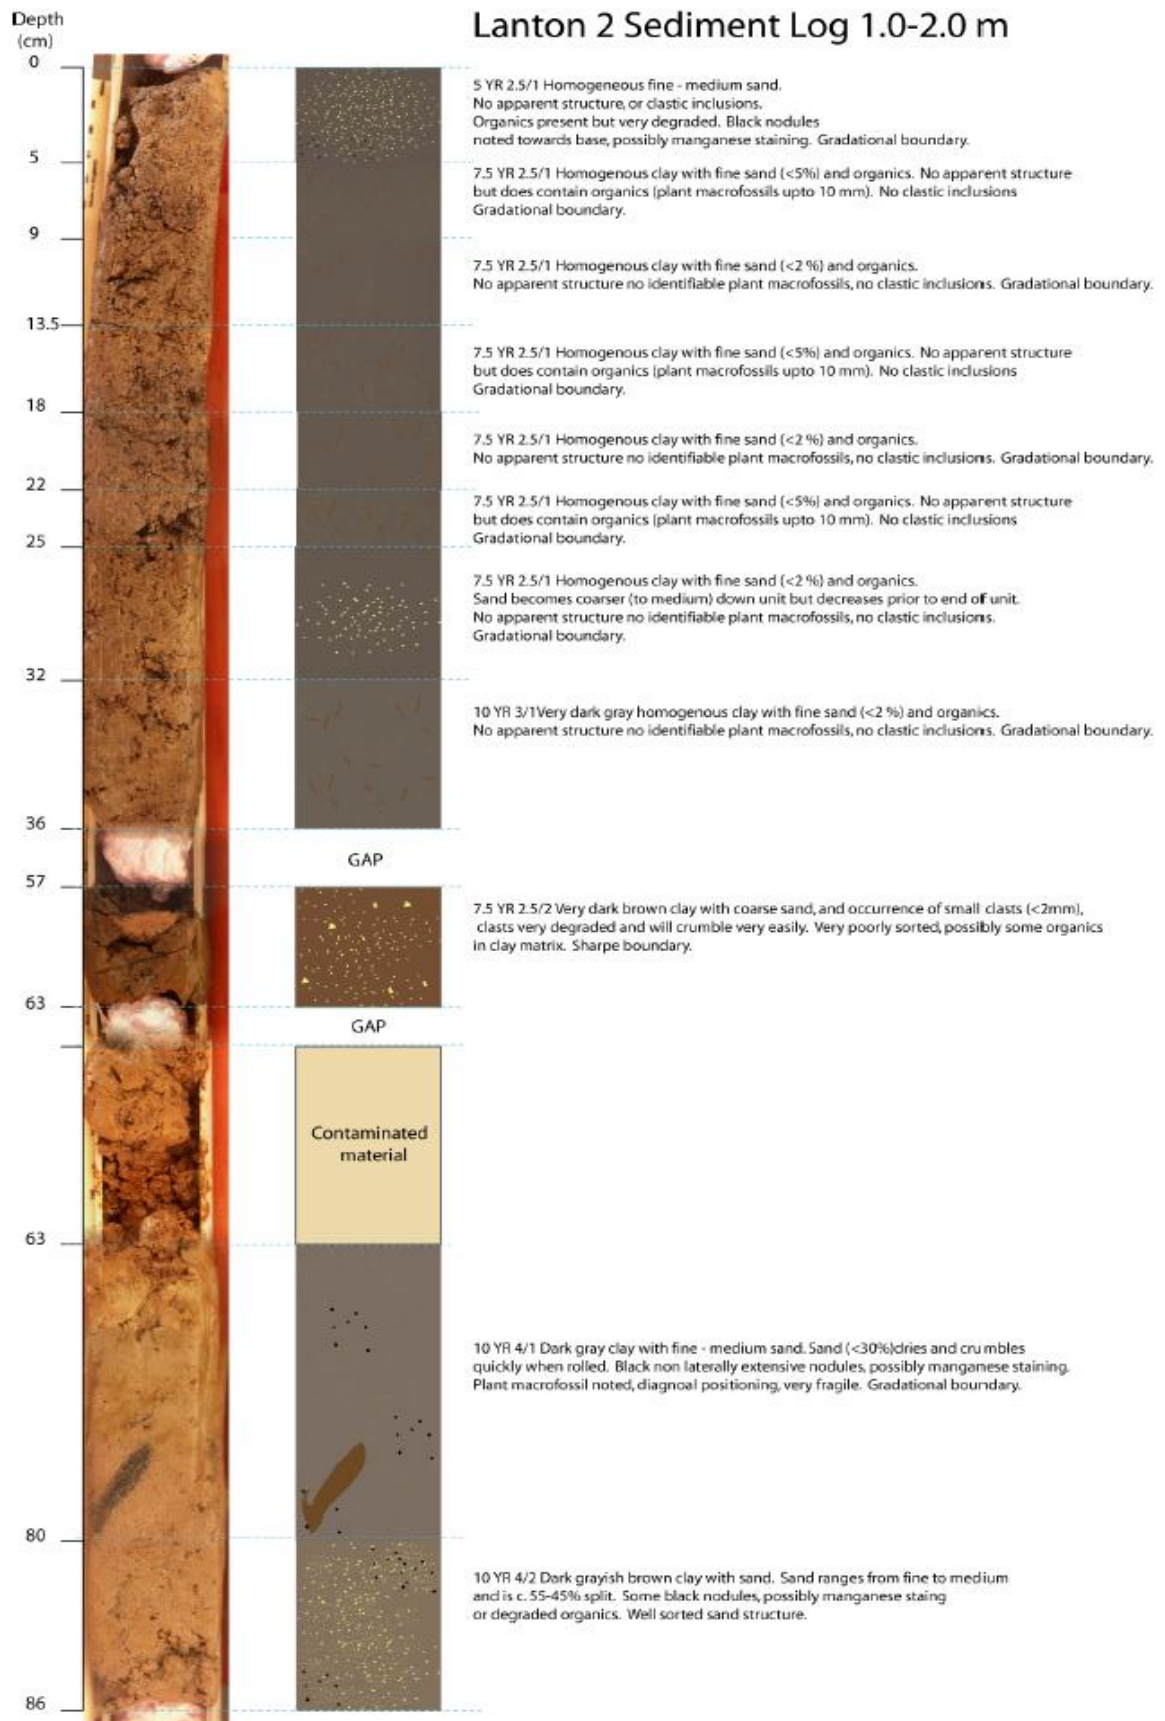 Depth
(cm)
Lanton 2 Sediment Log 1.0-2.0 m
0
5 YR 2.5/1 Homogeneous fine - medium sand.
No apparent structure, or clastic inclusions.
Organics present but very degraded. Black nodules
noted towards base, possibly manganese staining. Gradational boundary.
5
7.5 YR 2.5/1 Homogenous clay with fine sand (<5%) and organics. No apparent structure
but does contain organics (plant macrofossils upto 10 mm). No clastic inclusions
Gradational boundary.
9
7.5 YR 2.5/1 Homogenous clay with fine sand (<2 %) and organics.
No apparent structure no identifiable plant macrofossils, no clastic inclusions. Gradational boundary.
13.5
7.5 YR 2.5/1 Homogenous clay with fine sand (<5%) and organics. No apparent structure
but does contain organics (plant macrofossils upto 10 mm). No clastic inclusions
Gradational boundary.
18
7.5 YR 2.5/1 Homogenous clay with fine sand (<2 %) and organics.
No apparent structure no identifiable plant macrofossils, no clastic inclusions. Gradational boundary.
22
7.5 YR 2.5/1 Homogenous clay with fine sand (<5%) and organics. No apparent structure
but does contain organics (plant macrofossils upto 10 mm). No clastic inclusions
Gradational boundary.
25
7.5 YR 2.5/1 Homogenous clay with fine sand (<2 %) and organics.
Sand becomes coarser (to medium) down unit but decreases prior to end of unit.
No apparent structure no identifiable plant macrofossils, no clastic inclusions.
Gradational boundary.
32
10 YR 3/1Very dark gray homogenous clay with fine sand (<2 %) and organics.
No apparent structure no identifiable plant macrofossils, no clastic inclusions. Gradational boundary.
36
GAP
57
7.5 YR 2.5/2 Very dark brown clay with coarse sand, and occurrence of small clasts (<2mm),
clasts very degraded and will crumble very easily. Very poorly sorted, possibly some organics
in clay matrix. Sharpe boundary.
63
GAP
Contaminated
material
63
10 YR 4/1 Dark gray clay with fine - medium sand. Sand (<30%)dries and crumbles
quickly when rolled. Black non laterally extensive nodules, possibly manganese staining.
Plant macrofossil noted, diagnoal positioning, very fragile. Gradational boundary.
80
10 YR 4/2 Dark grayish brown clay with sand. Sand ranges from fine to medium
and is c. 55-45% split. Some black nodules, possibly manganese staing
or degraded organics. Well sorted sand structure.
86